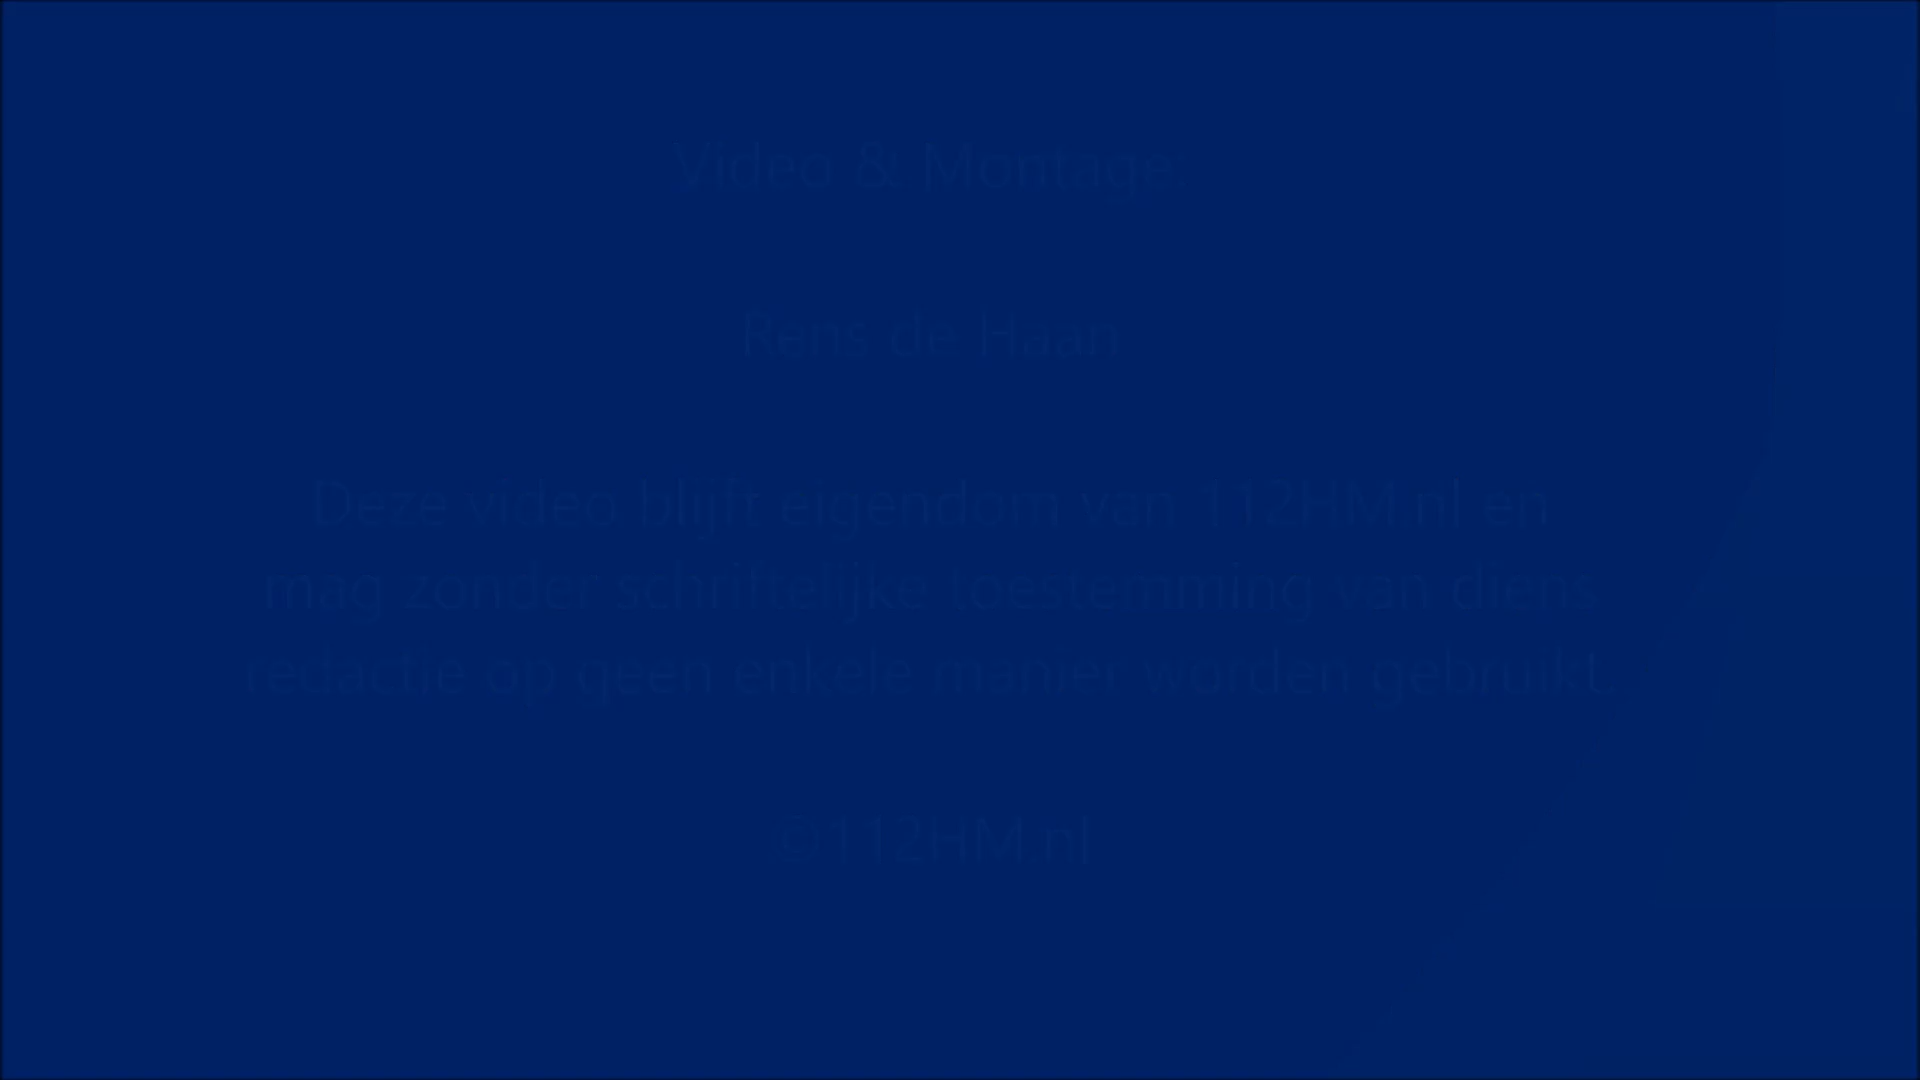 Video & Montage
Rens de Haan
Deze video blijft eigendom van 112HM.nl en
mag zonder schriftelijke toestemming van diens
redactie op geen enkele manier worden gebruikt.
©112HM.nl